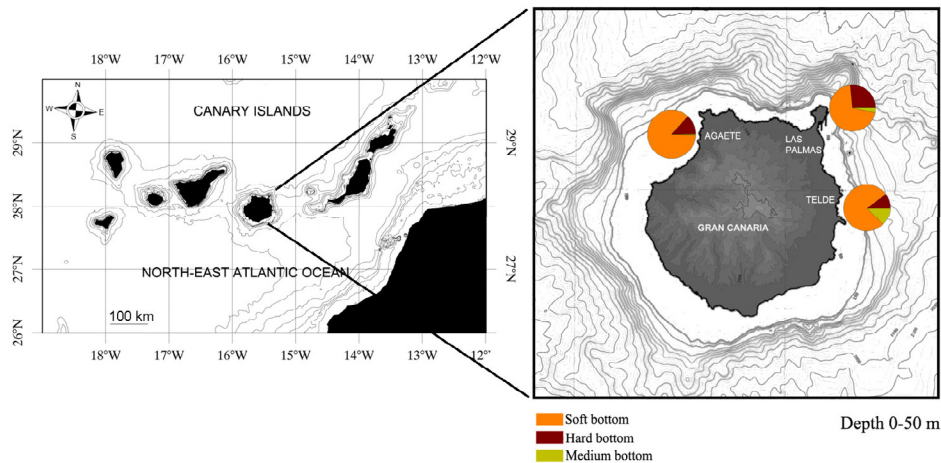 18°W 17°W 16°W 15°W 14°W 13°W 12°W
N
W E
S
CANARY ISLANDS
29°N
28°N
27°N
26°N
29°N
28°N
27°N
NORTH-EAST ATLANTIC OCEAN
100 km
18°W 17°W 16°W 15°W 14°W 13°W 12°W
AGAETE
LAS
PALMAS
TELDE
GRAN CANARIA
Soft bottom
Hard bottom
Medium bottom
Depth 0-50 m